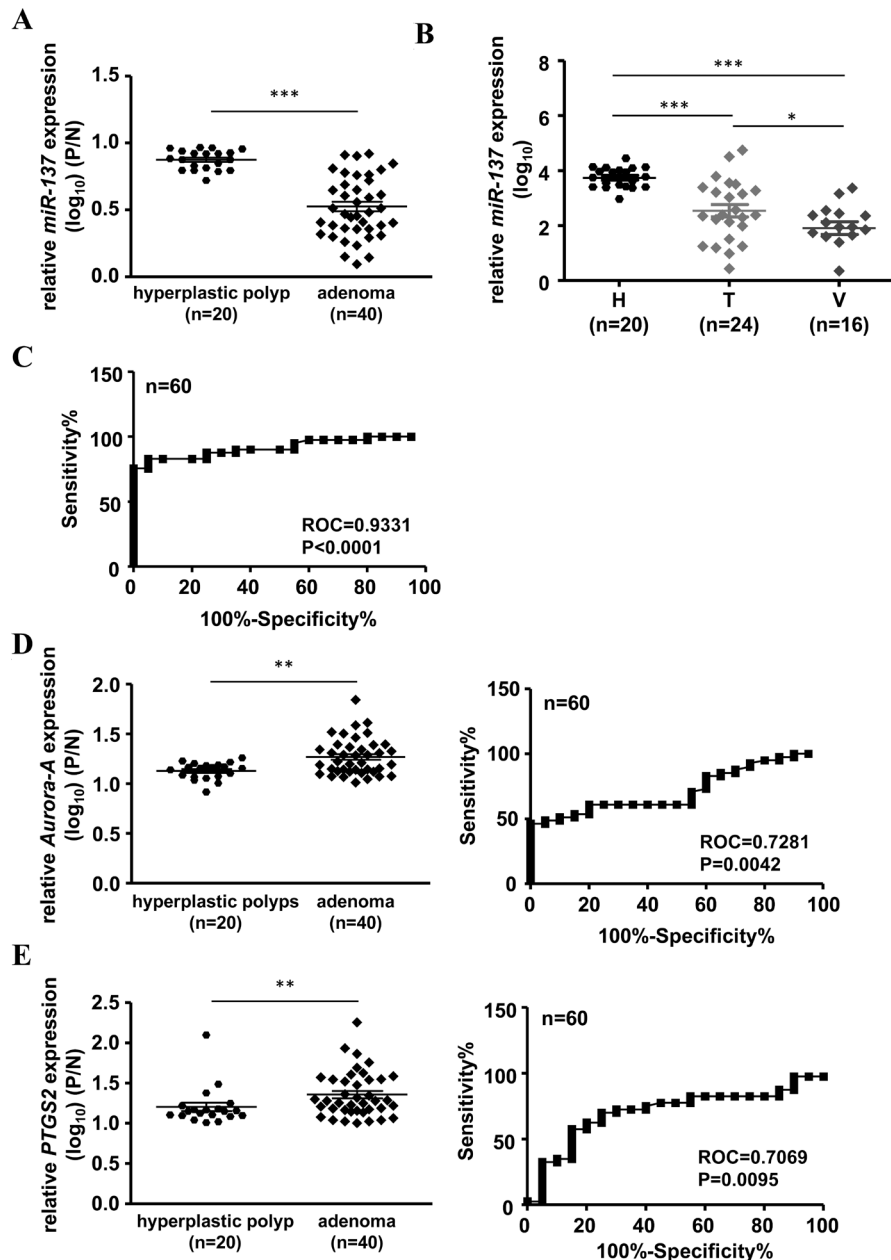 A
relative miR-137 expression
(log10) (P/N)
1.5
1.0
0.5
0.0
***
hyperplastic polyp
(n=20)
adenoma
(n=40)
B
relative miR-137 expression
(log10)
8
6
4
2
0
***
***
*
H
(n=20)
T
(n=24)
V
(n=16)
C
Sensitivity%
150
100
50
0
n=60
ROC=0.9331
P<0.0001
0 20 40 60 80 100
100%-Specificity%
D
relative Aurora-A expression
(log10) (P/N)
2.0
1.5
1.0
0.5
0.0
**
hyperplastic polyps
(n=20)
adenoma
(n=40)
Sensitivity%
150
100
50
0
n=60
ROC=0.7281
P=0.0042
0 20 40 60 80 100
100%-Specificity%
E
relative PTGS2 expression
(log10) (P/N)
2.5
2.0
1.5
1.0
0.5
0.0
**
hyperplastic polyp
(n=20)
adenoma
(n=40)
Sensitivity%
150
100
50
0
n=60
ROC=0.7069
P=0.0095
0 20 40 60 80 100
100%-Specificity%